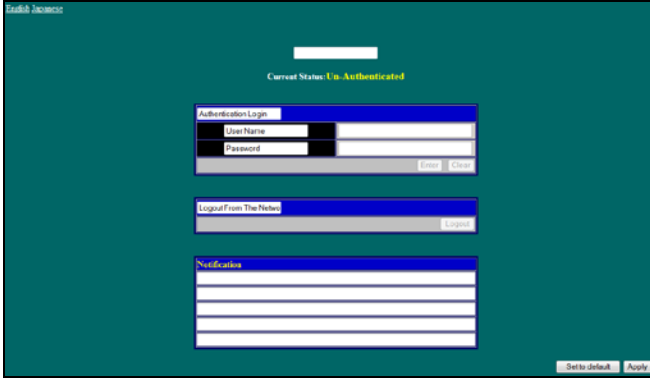 English Japanese
Current Status:Un-Authenticated
Authentication Login
User Name
Password
Enter Clear
Logout From The Netwo
Logout
Notification
Set to default Apply